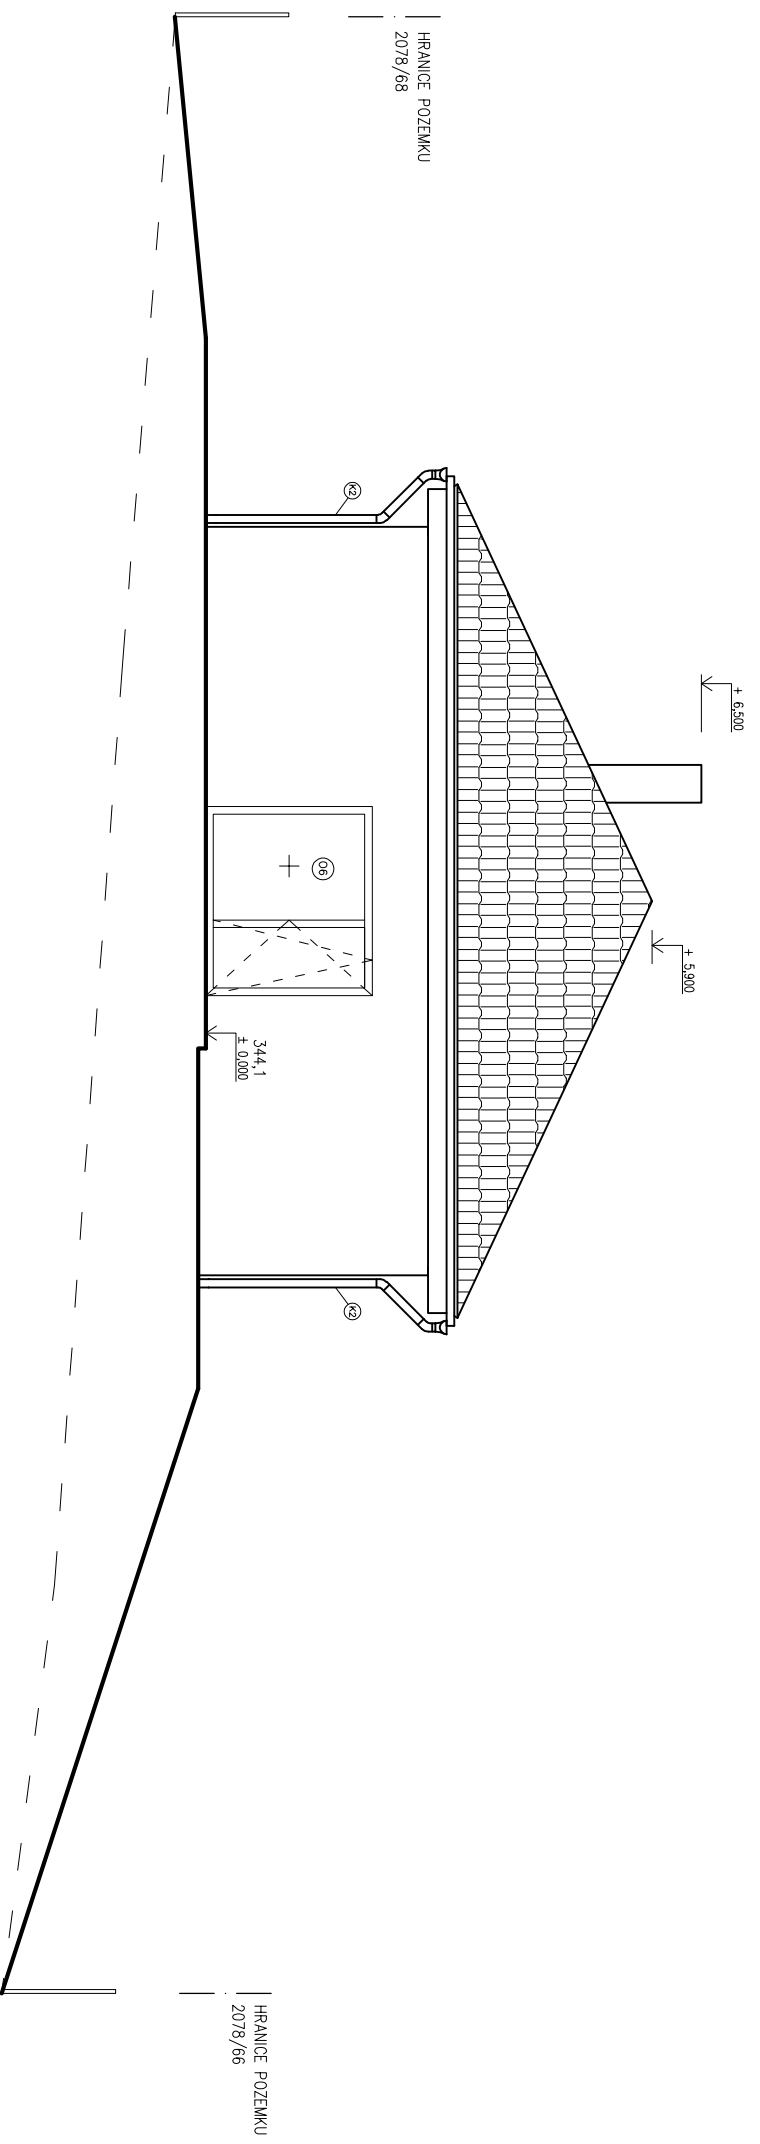 HRANICE POZEMKU
2078/68
K2
+ 6,500
O6
+ 5,900
344,1
± 0,000
K2
HRANICE POZEMKU
2078/66